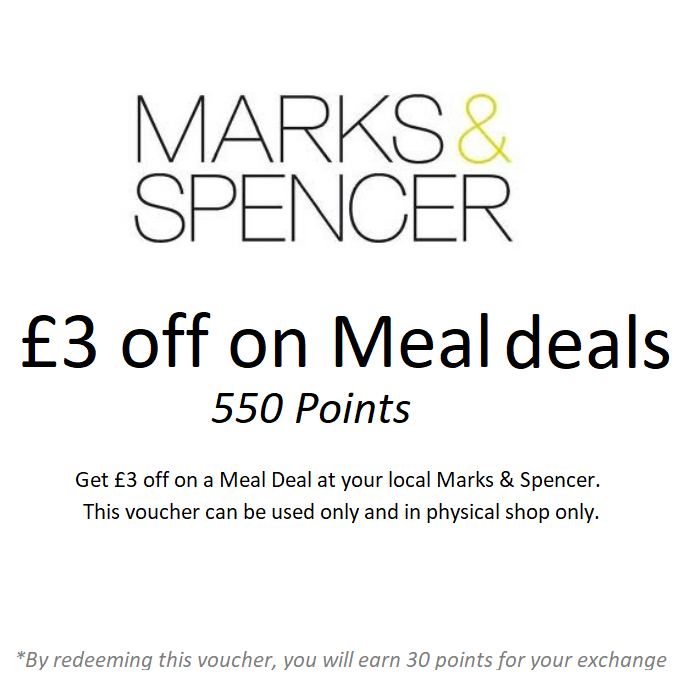 MARKS &
SPENCER
£3 off on Meal deals
550 Points
Get £3 off on a Meal Deal at your local Marks & Spencer.
This voucher can be used only and in physical shop only.
*By redeeming this voucher, you will earn 30 points for your exchange